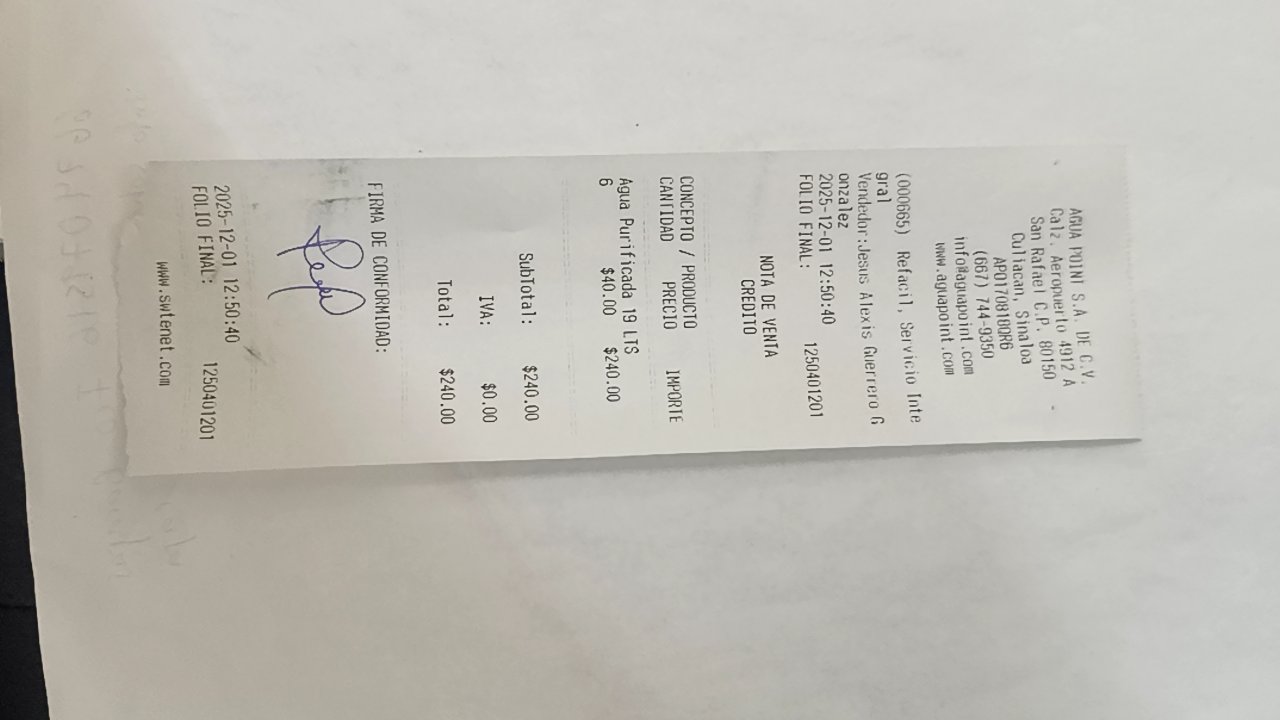 AGUA POINT S.A. DE C.V.
Calz. Aeropuerto 4912 A
San Rafael C.P. 80150
Culiacan, Sinaloa
APO170818QR6
(667) 744-9350
info@aguapoint.com
www.aguapoint.com
(000665) Refacil, Servicio Inte
gral
Vendedor:Jesus Alexis Guerrero G
onzalez
2025-12-01 12:50:40
FOLIO FINAL: 1250401201
NOTA DE VENTA
CREDITO
CONCEPTO / PRODUCTO
CANTIDAD PRECIO IMPORTE
Agua Purificada 19 LTS
6 $40.00 $240.00
SubTotal: $240.00
IVA: $0.00
Total: $240.00
FIRMA DE CONFORMIDAD:
2025-12-01 12:50:40
FOLIO FINAL: 1250401201
www.swtenet.com